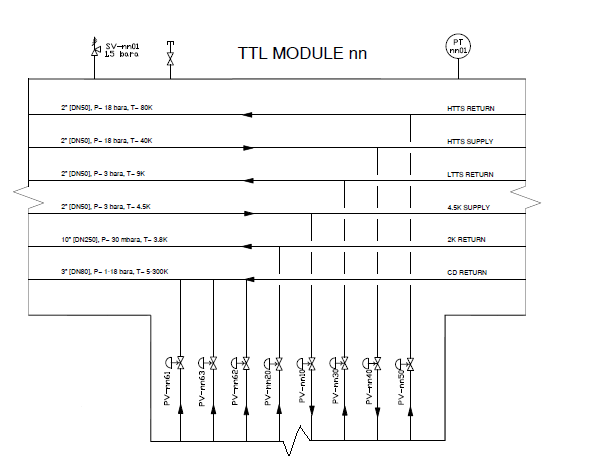 TTL MODULE nn
SV-nn01
1.5 bara
PT
nn01
2" [DN50], P- 18 bara, T- 80K
HTTS RETURN
2" [DN50], P- 18 bara, T- 40K
HTTS SUPPLY
2" [DN50], P- 3 bara, T- 9K
LTTS RETURN
2" [DN50], P- 3 bara, T- 4.5K
4.5K SUPPLY
10" [DN250], P- 30 mbara, T- 3.8K
2K RETURN
3" [DN80], P- 1-18 bara, T- 5-300K
CD RETURN
PV-nn61
PV-nn63
PV-nn62
PV-nn20
PV-nn10
PV-nn30
PV-nn40
PV-nn50